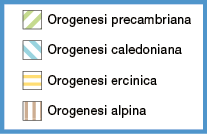 Orogenesi precambriana
Orogenesi caledoniana
Orogenesi ercinica
Orogenesi alpina